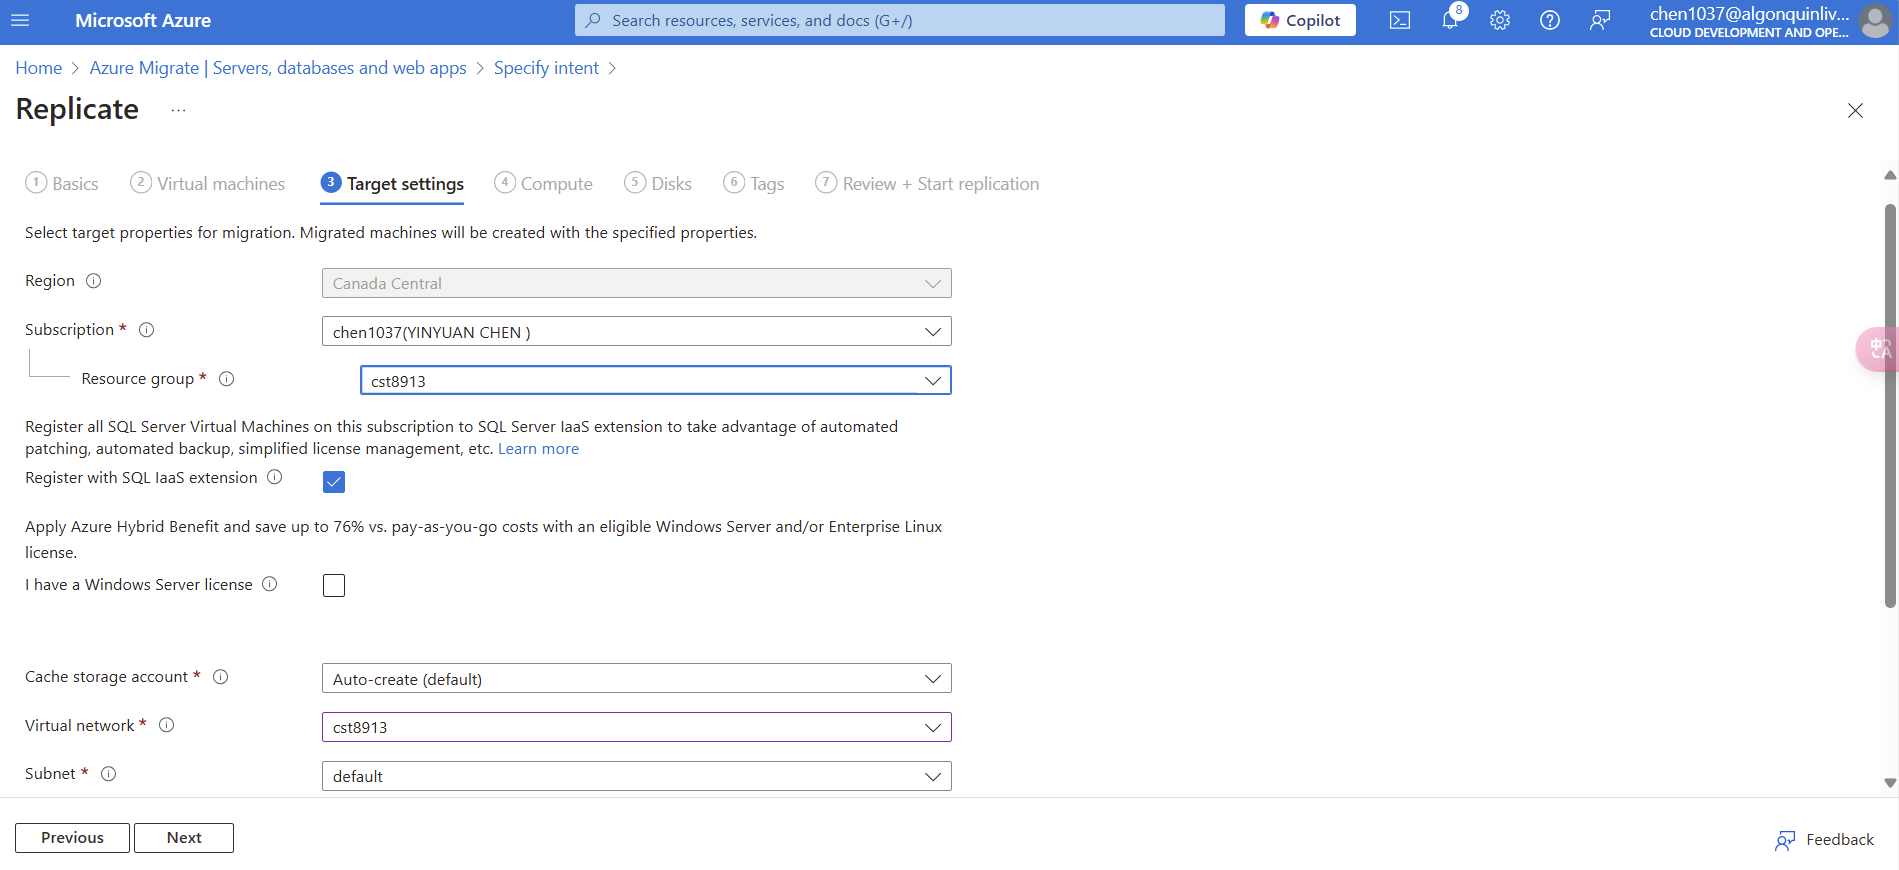 Microsoft Azure
Search resources, services, and docs (G+/)
Copilot
8
chen1037@algonquinliv...
CLOUD DEVELOPMENT AND OPE...
Home > Azure Migrate | Servers, databases and web apps > Specify intent >
Replicate ...
1 Basics 2 Virtual machines 3 Target settings 4 Compute 5 Disks 6 Tags 7 Review + Start replication
Select target properties for migration. Migrated machines will be created with the specified properties.
Region Canada Central
Subscription * chen1037(YINYUAN CHEN )
Resource group * cst8913
Register all SQL Server Virtual Machines on this subscription to SQL Server IaaS extension to take advantage of automated
patching, automated backup, simplified license management, etc. Learn more
Register with SQL IaaS extension
Apply Azure Hybrid Benefit and save up to 76% vs. pay-as-you-go costs with an eligible Windows Server and/or Enterprise Linux
license.
I have a Windows Server license
Cache storage account * Auto-create (default)
Virtual network * cst8913
Subnet * default
Previous Next
Feedback
中A